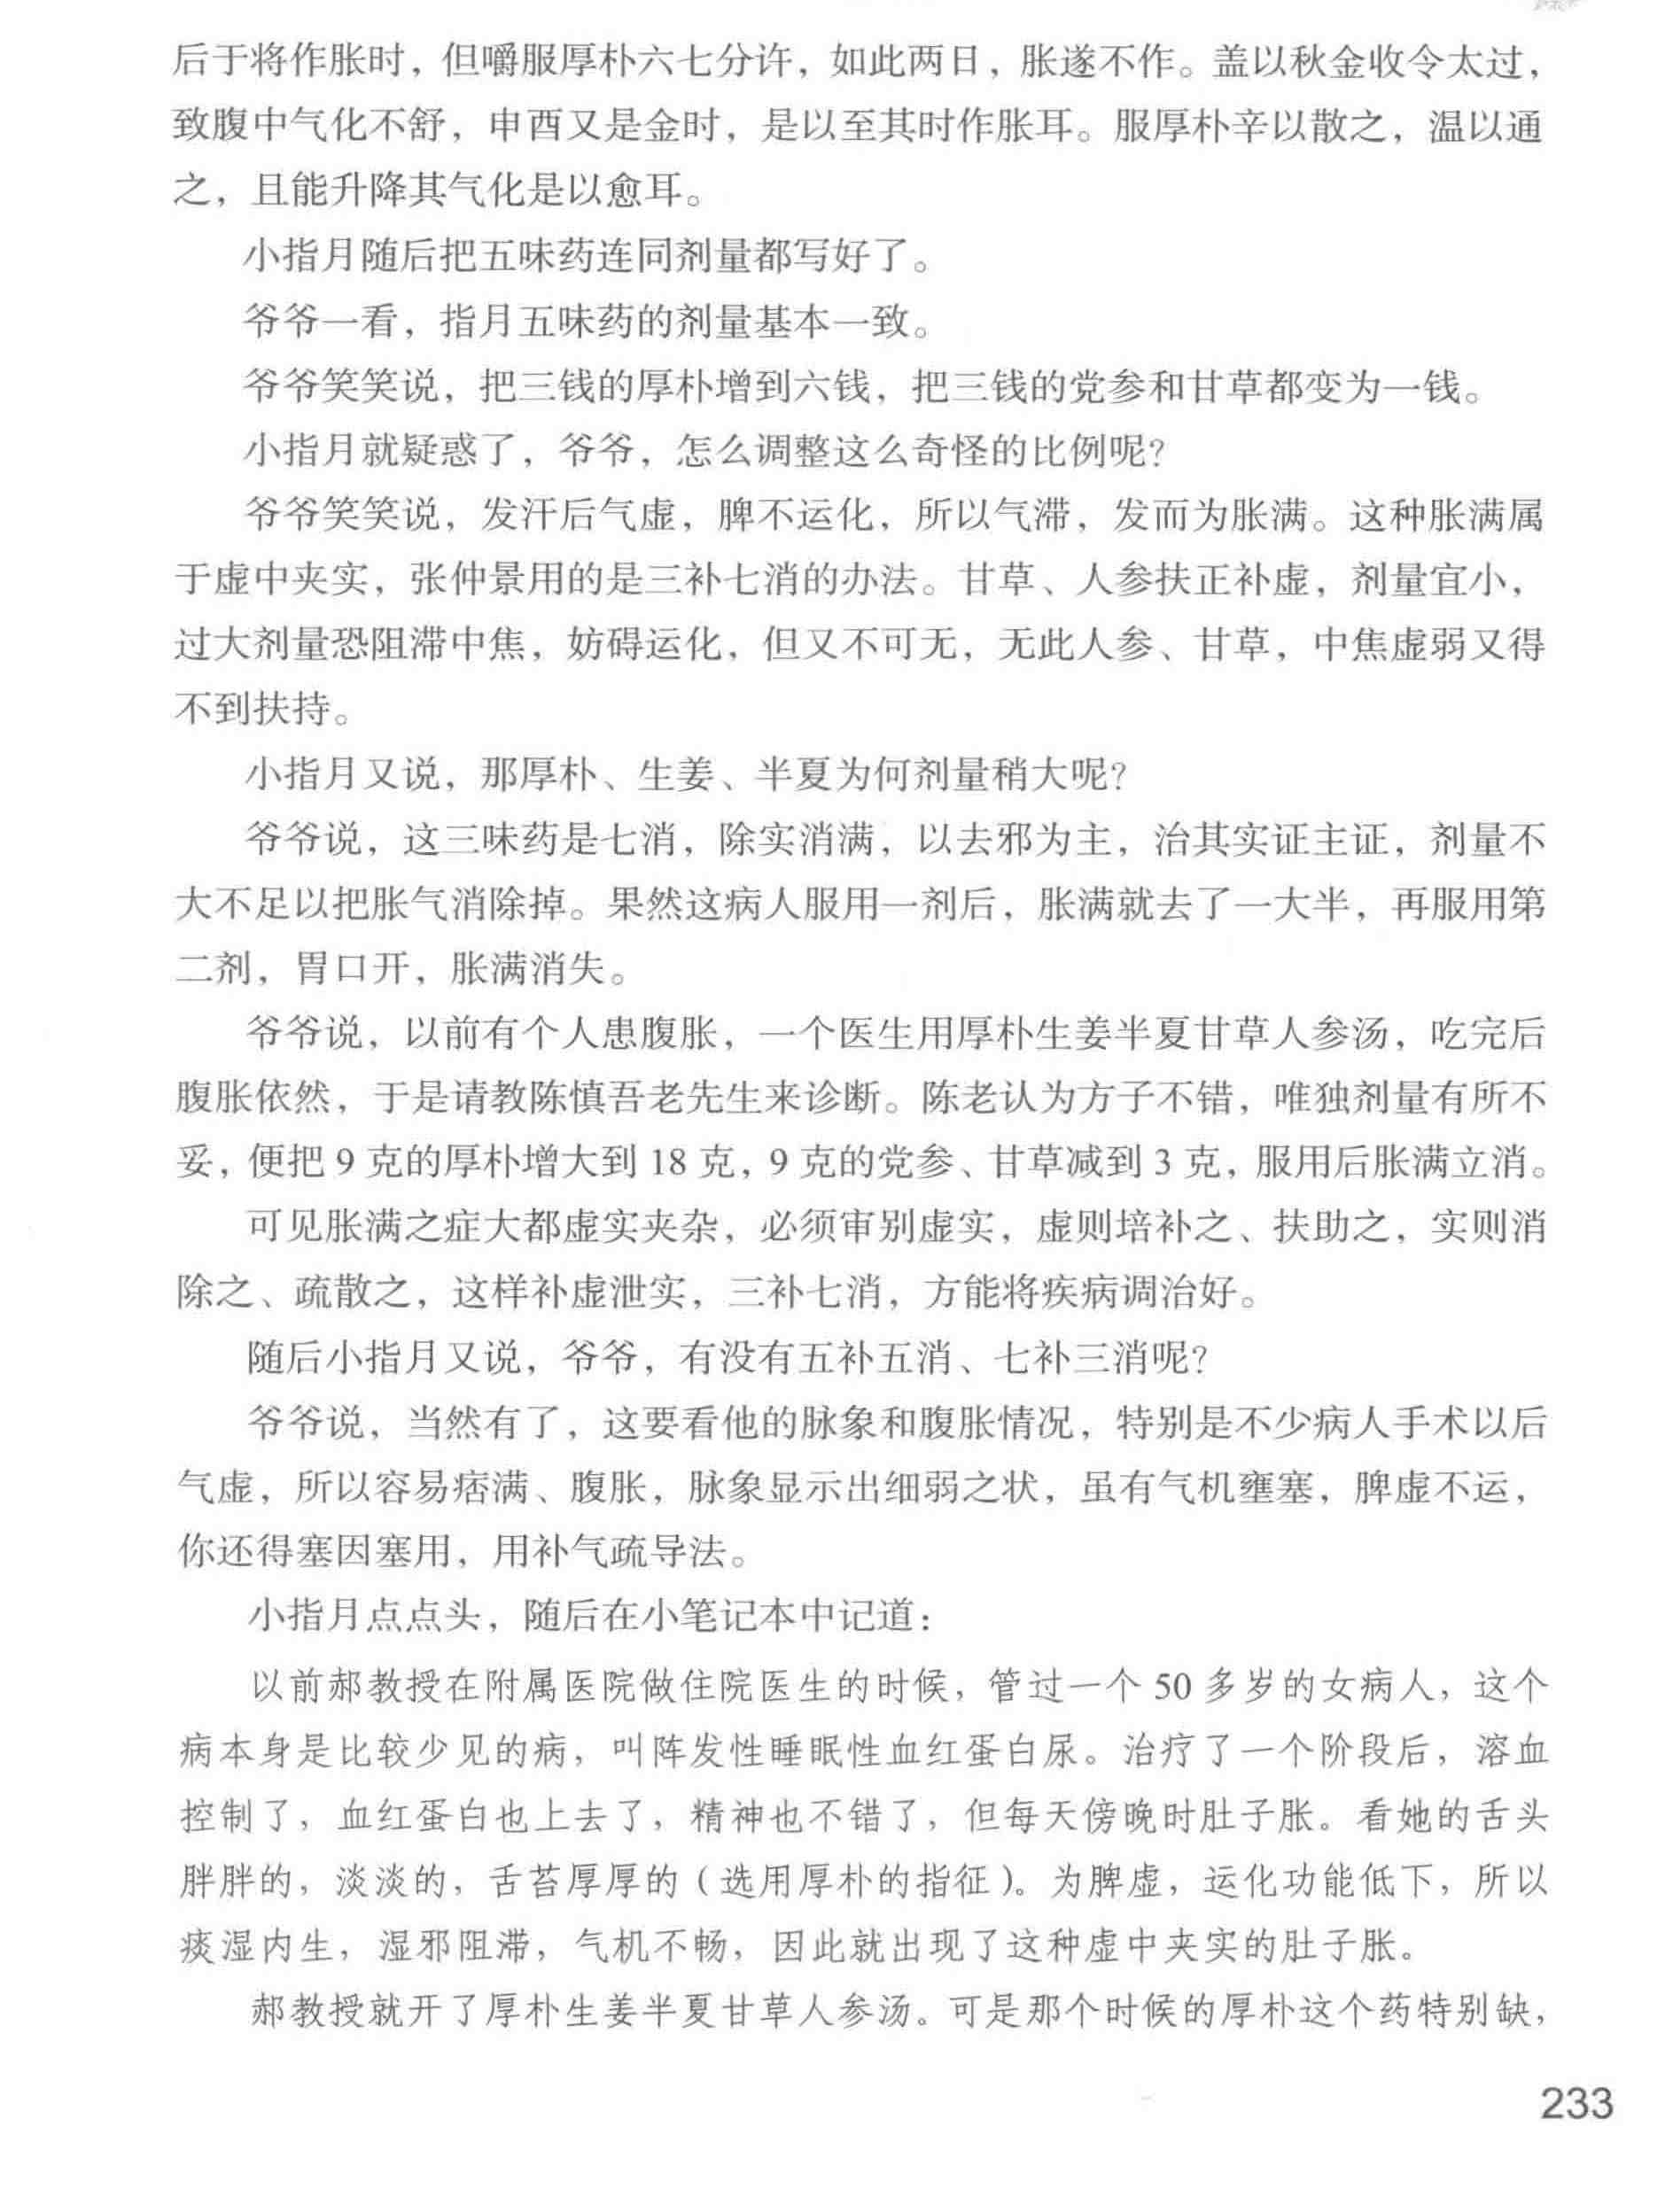 后于将作胀时，但嚼服厚朴六七分许，如此两日，胀遂不作。盖以秋金收令太过，
致腹中气化不舒，申酉又是金时，是以至其时作胀耳。服厚朴辛以散之，温以通
之，且能升降其气化是以愈耳。
小指月随后把五味药连同剂量都写好了。
爷爷一看，指月五味药的剂量基本一致。
爷爷笑笑说，把三钱的厚朴增到六钱，把三钱的党参和甘草都变为一钱。
小指月就疑惑了，爷爷，怎么调整这么奇怪的比例呢？
爷爷笑笑说，发汗后气虚，脾不运化，所以气滞，发而为胀满。这种胀满属
于虚中夹实，张仲景用的是三补七消的办法。甘草、人参扶正补虚，剂量宜小，
过大剂量恐阻滞中焦，妨碍运化，但又不可无，无此人参、甘草，中焦虚弱又得
不到扶持。
小指月又说，那厚朴、生姜、半夏为何剂量稍大呢？
爷爷说，这三味药是七消，除实消满，以去邪为主，治其实证主证，剂量不
大不足以把胀气消除掉。果然这病人服用一剂后，胀满就去了一大半，再服用第
二剂，胃口开，胀满消失。
爷爷说，以前有个人患腹胀，一个医生用厚朴生姜半夏甘草人参汤，吃完后
腹胀依然，于是请教陈慎吾老先生来诊断。陈老认为方子不错，唯独剂量有所不
妥，便把 9 克的厚朴增大到 18 克，9 克的党参、甘草减到 3 克，服用后胀满立消。
可见胀满之症大都虚实夹杂，必须审别虚实，虚则培补之、扶助之，实则消
除之、疏散之，这样补虚泄实，三补七消，方能将疾病调治好。
随后小指月又说，爷爷，有没有五补五消、七补三消呢？
爷爷说，当然有了，这要看他的脉象和腹胀情况，特别是不少病人手术以后
气虚，所以容易痞满、腹胀，脉象显示出细弱之状，虽有气机壅塞，脾虚不运，
你还得塞因塞用，用补气疏导法。
小指月点点头，随后在小笔记本中记道：
以前郝教授在附属医院做住院医生的时候，管过一个 50 多岁的女病人，这个
病本身是比较少见的病，叫阵发性睡眠性血红蛋白尿。治疗了一个阶段后，溶血
控制了，血红蛋白也上去了，精神也不错了，但每天傍晚时肚子胀。看她的舌头
胖胖的，淡淡的，舌苔厚厚的（选用厚朴的指征）。为脾虚，运化功能低下，所以
痰湿内生，湿邪阻滞，气机不畅，因此就出现了这种虚中夹实的肚子胀。
郝教授就开了厚朴生姜半夏甘草人参汤。可是那个时候的厚朴这个药特别缺，
233